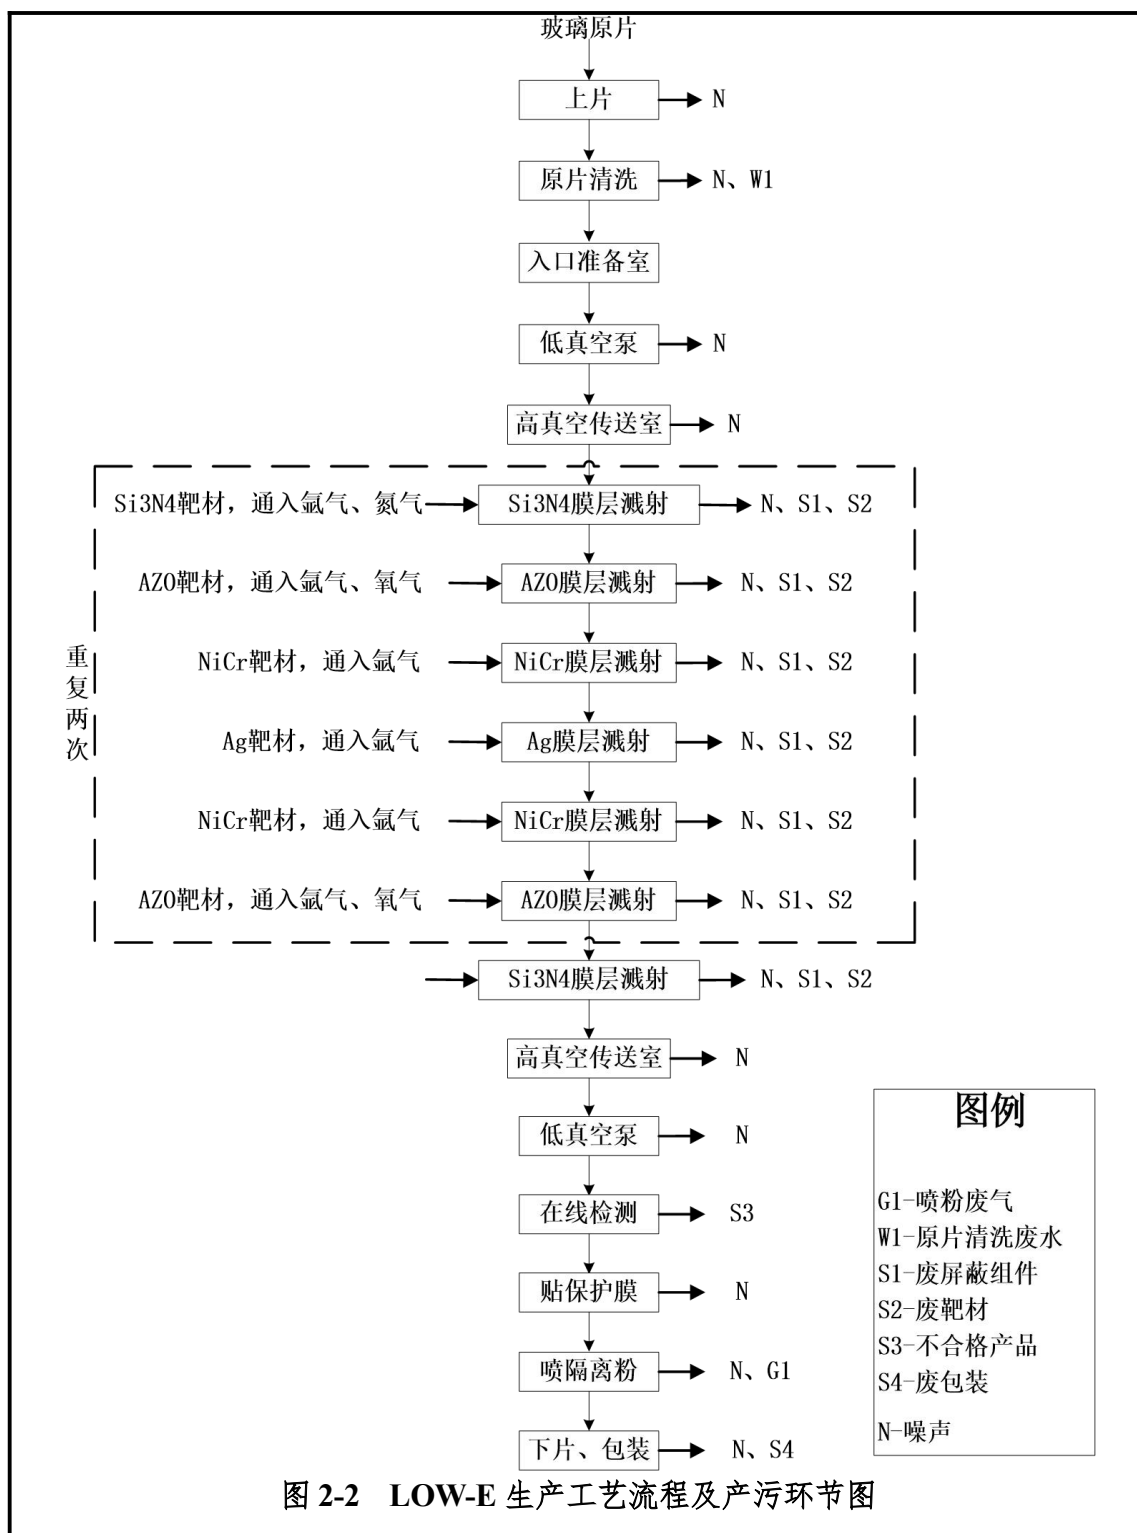 玻璃原片
上片 N
原片清洗 N、W1
入口准备室
低真空泵 N
高真空传送室 N
Si3N4靶材，通入氩气、氮气 Si3N4膜层溅射 N、S1、S2
AZO靶材，通入氩气、氧气 AZO膜层溅射 N、S1、S2
NiCr靶材，通入氩气 NiCr膜层溅射 N、S1、S2
重复两次
Ag靶材，通入氩气 Ag膜层溅射 N、S1、S2
NiCr靶材，通入氩气 NiCr膜层溅射 N、S1、S2
AZO靶材，通入氩气、氧气 AZO膜层溅射 N、S1、S2
Si3N4膜层溅射 N、S1、S2
高真空传送室 N
低真空泵 N
在线检测 S3
贴保护膜 N
喷隔离粉 N、G1
下片、包装 N、S4
图例
G1-喷粉废气
W1-原片清洗废水
S1-废屏蔽组件
S2-废靶材
S3-不合格产品
S4-废包装
N-噪声
图 2-2 LOW-E 生产工艺流程及产污环节图